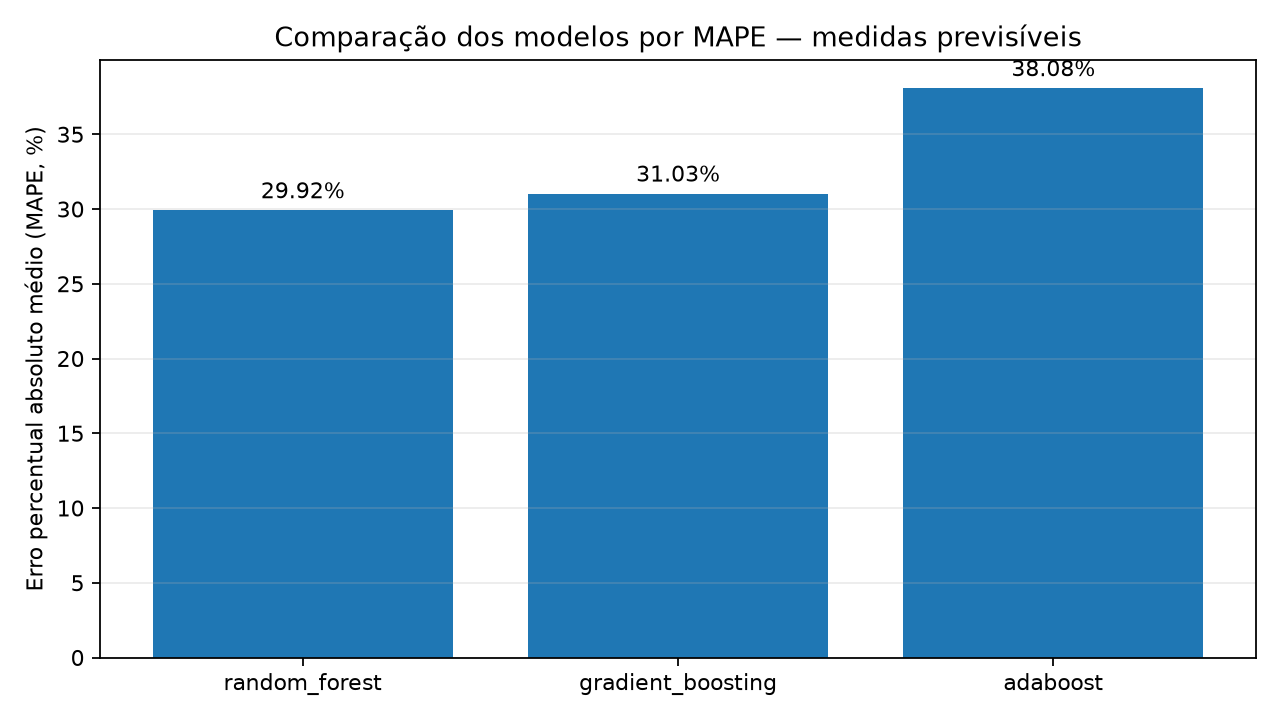 Comparação dos modelos por MAPE — medidas previsíveis
Erro percentual absoluto médio (MAPE, %)
35
30
25
20
15
10
5
0
29.92%
31.03%
38.08%
random_forest
gradient_boosting
adaboost